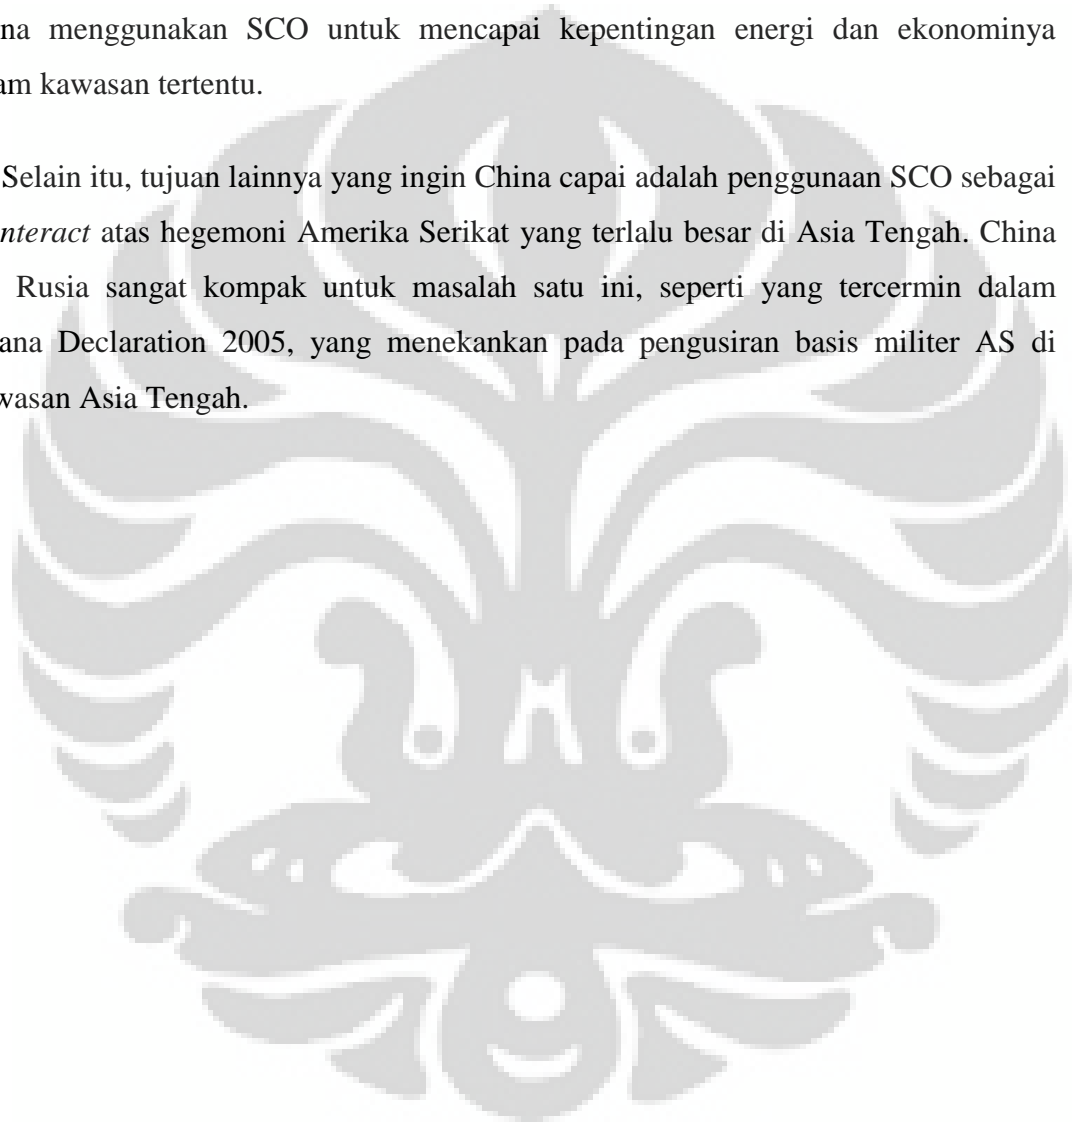 na menggunakan SCO untuk mencapai kepentingan energi dan ekonominya
am kawasan tertentu.
Selain itu, tujuan lainnya yang ingin China capai adalah penggunaan SCO sebagai
nteract atas hegemoni Amerika Serikat yang terlalu besar di Asia Tengah. China
Rusia sangat kompak untuk masalah satu ini, seperti yang tercermin dalam
ana Declaration 2005, yang menekankan pada pengusiran basis militer AS di
wasan Asia Tengah.